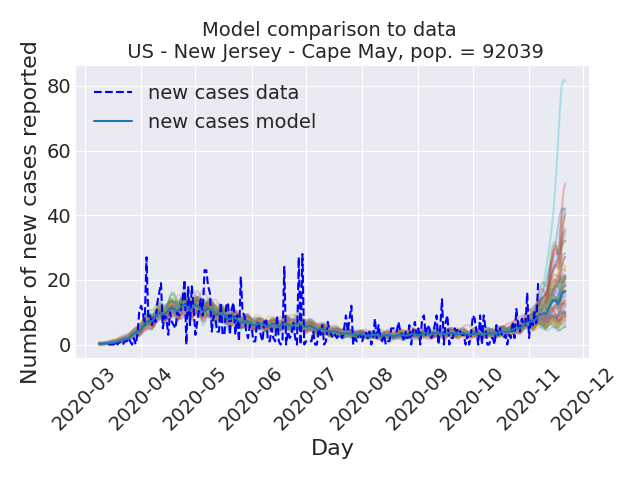 Model comparison to data
US - New Jersey - Cape May, pop. = 92039
Number of new cases reported
80
60
40
20
0
new cases data
new cases model
2020-03
2020-04
2020-05
2020-06
2020-07
2020-08
2020-09
2020-10
2020-11
2020-12
Day